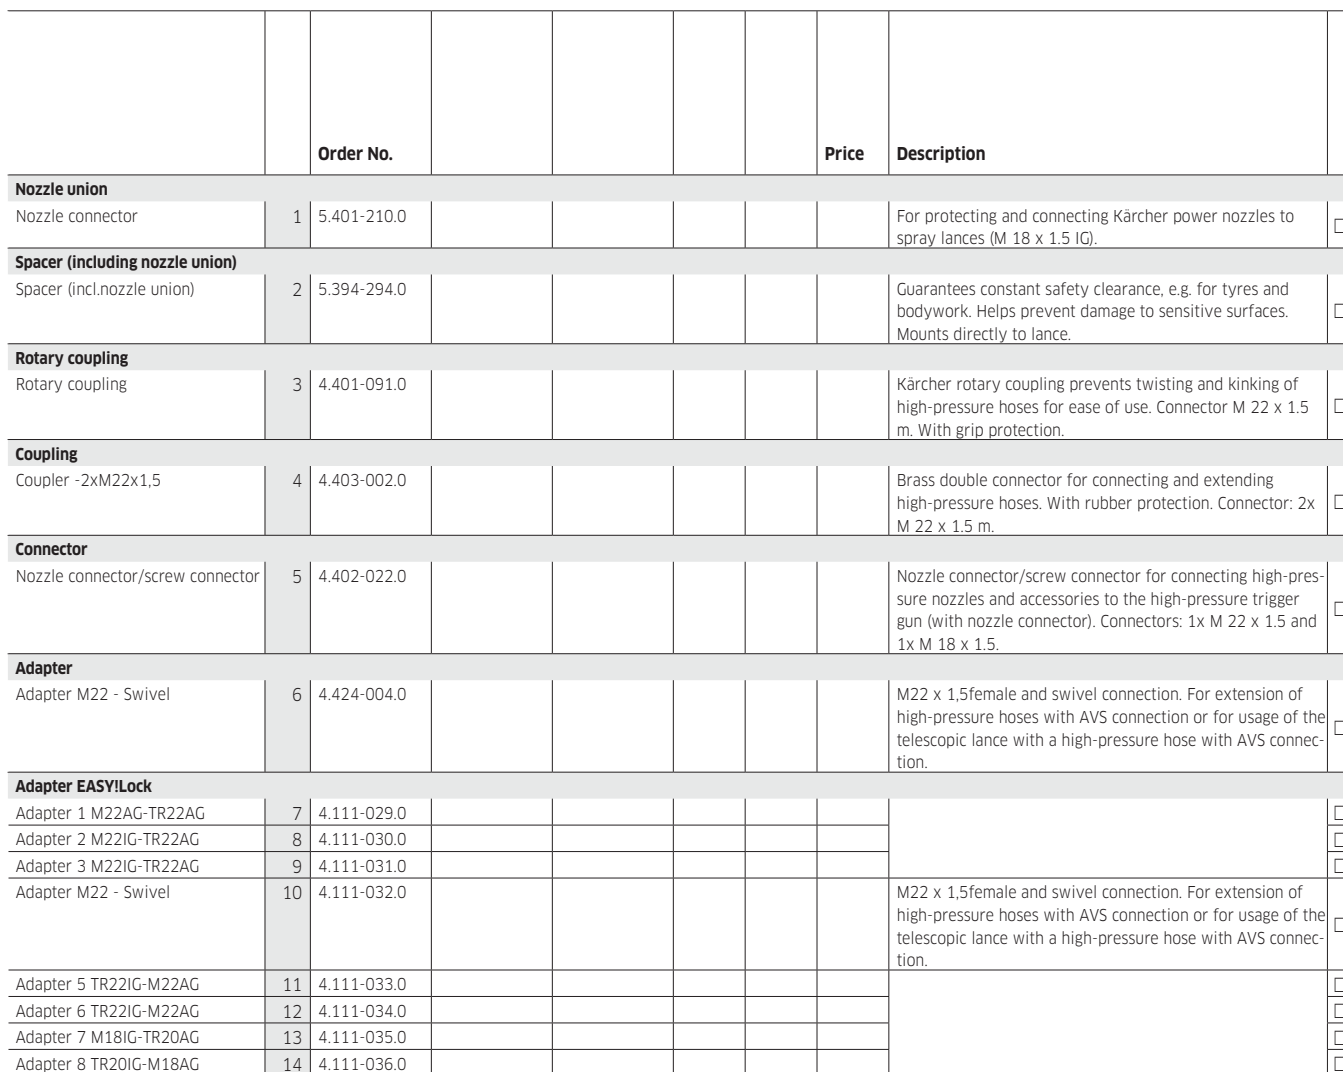 Order No. Price Description
Nozzle union
Nozzle connector 1 5.401-210.0 For protecting and connecting Kärcher power nozzles to
spray lances (M 18 x 1.5 IG).
Spacer (including nozzle union)
Spacer (incl.nozzle union) 2 5.394-294.0 Guarantees constant safety clearance, e.g. for tyres and
bodywork. Helps prevent damage to sensitive surfaces.
Mounts directly to lance.
Rotary coupling
Rotary coupling 3 4.401-091.0 Kärcher rotary coupling prevents twisting and kinking of
high-pressure hoses for ease of use. Connector M 22 x 1.5
m. With grip protection.
Coupling
Coupler -2xM22x1,5 4 4.403-002.0 Brass double connector for connecting and extending
high-pressure hoses. With rubber protection. Connector: 2x
M 22 x 1.5 m.
Connector
Nozzle connector/screw connector 5 4.402-022.0 Nozzle connector/screw connector for connecting high-pres-
sure nozzles and accessories to the high-pressure trigger
gun (with nozzle connector). Connectors: 1x M 22 x 1.5 and
1x M 18 x 1.5.
Adapter
Adapter M22 - Swivel 6 4.424-004.0 M22 x 1,5female and swivel connection. For extension of
high-pressure hoses with AVS connection or for usage of the
telescopic lance with a high-pressure hose with AVS connec-
tion.
Adapter EASY!Lock
Adapter 1 M22AG-TR22AG 7 4.111-029.0
Adapter 2 M22IG-TR22AG 8 4.111-030.0
Adapter 3 M22IG-TR22AG 9 4.111-031.0
Adapter M22 - Swivel 10 4.111-032.0 M22 x 1,5female and swivel connection. For extension of
high-pressure hoses with AVS connection or for usage of the
telescopic lance with a high-pressure hose with AVS connec-
tion.
Adapter 5 TR22IG-M22AG 11 4.111-033.0
Adapter 6 TR22IG-M22AG 12 4.111-034.0
Adapter 7 M18IG-TR20AG 13 4.111-035.0
Adapter 8 TR20IG-M18AG 14 4.111-036.0